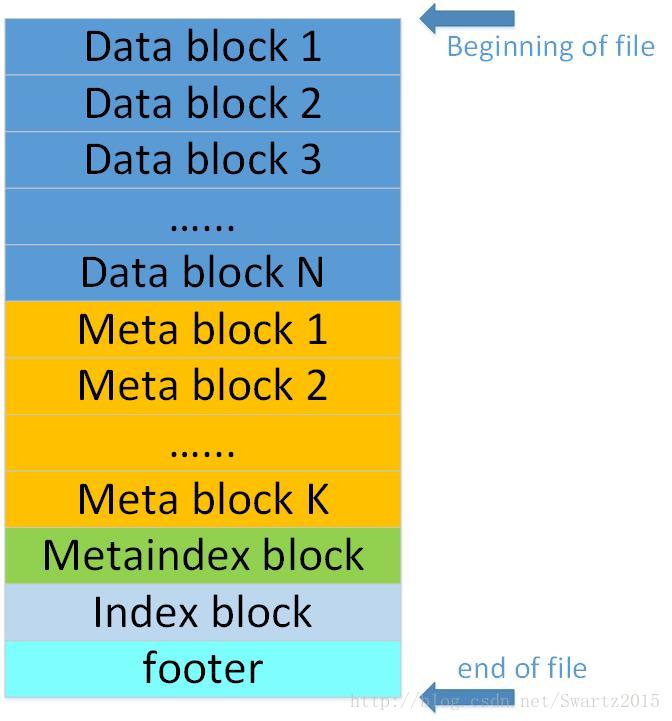 Data block 1
Beginning of file
Data block 2
Data block 3
…...
Data block N
Meta block 1
Meta block 2
…...
Meta block K
Metaindex block
Index block
footer
end of file
http://blog.csdn.net/Swartz2015